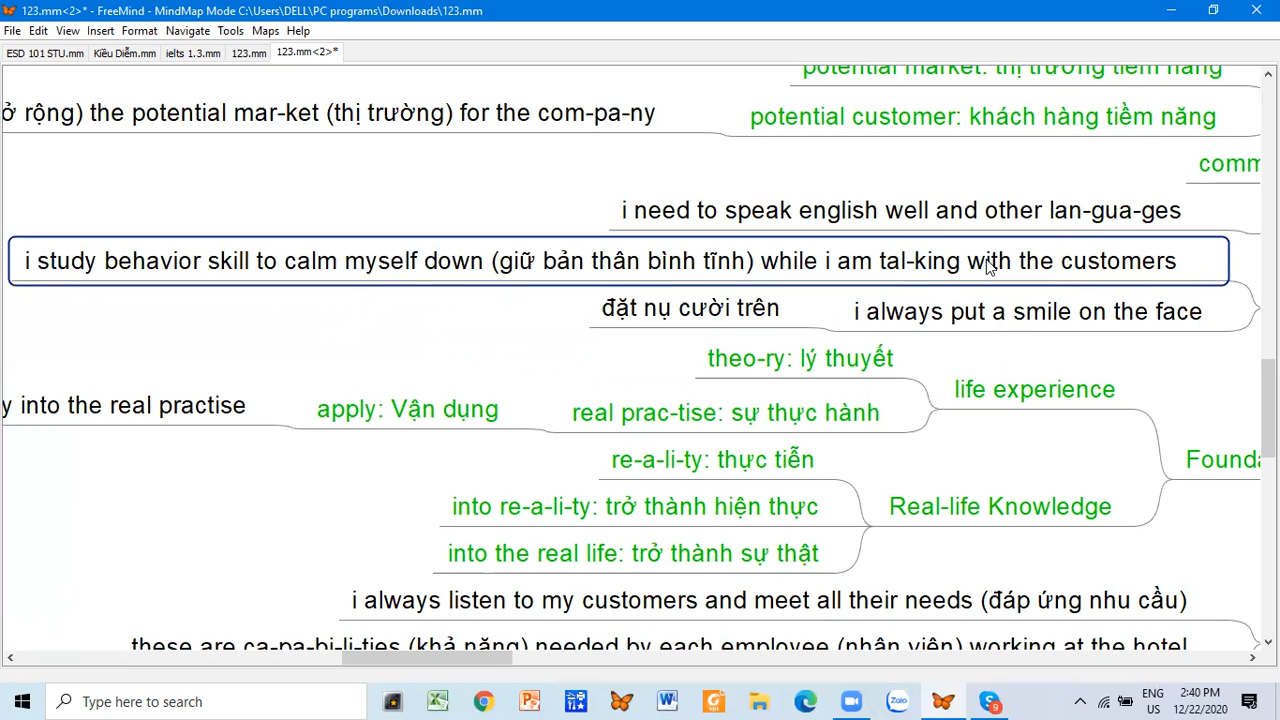 123.mm<2>* - FreeMind - MindMap Mode C:\Users\DELL\PC programs\Downloads\123.mm
File Edit View Insert Format Navigate Tools Maps Help
ESD 101 STU.mm Kiều Diễm.mm ielts 1.3.mm 123.mm 123.mm<2>*
potential market: thị trường tiềm năng
ở rộng) the potential mar-ket (thị trường) for the com-pa-ny
potential customer: khách hàng tiềm năng
comm
i need to speak english well and other lan-gua-ges
i study behavior skill to calm myself down (giữ bản thân bình tĩnh) while i am tal-king with the customers
đặt nụ cười trên
i always put a smile on the face
theo-ry: lý thuyết
life experience
y into the real practise
apply: Vận dụng
real prac-tise: sự thực hành
re-a-li-ty: thực tiễn
Founda
into re-a-li-ty: trở thành hiện thực
Real-life Knowledge
into the real life: trở thành sự thật
i always listen to my customers and meet all their needs (đáp ứng nhu cầu)
these are ca-pa-bi-li-ties (khả năng) needed by each employee (nhân viên) working at the hotel
Type here to search
Zalo
9
ENG
US
2:40 PM
12/22/2020